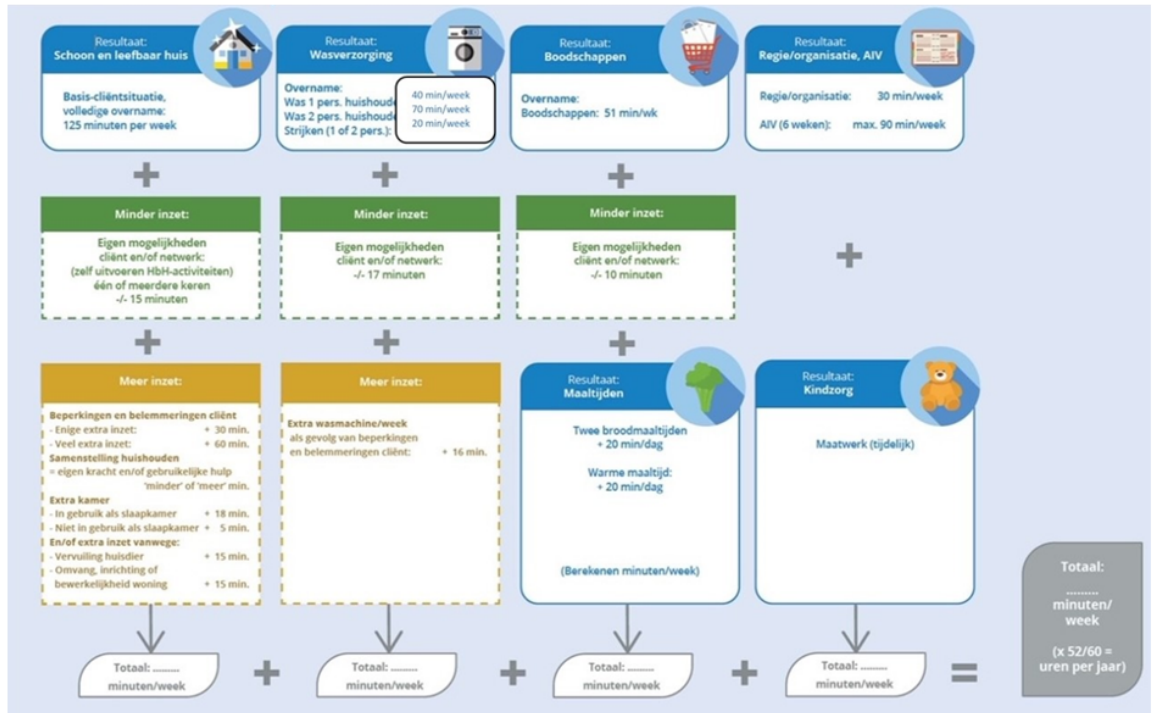 Resultaat:
Schoon en leefbaar huis
Basis-cliëntsituatie,
volledige overname:
125 minuten per week
Resultaat:
Wasverzorging
Overname:
Was 1 pers. huishoude 40 min/week
Was 2 pers. huishoude 70 min/week
Strijken (1 of 2 pers.): 20 min/week
Resultaat:
Boodschappen
Overname:
Boodschappen: 51 min/wk
Resultaat:
Regie/organisatie, AIV
Regie/organisatie: 30 min/week
AIV (6 weken): max. 90 min/week
+
+
+
Minder inzet:
Eigen mogelijkheden
cliënt en/of netwerk:
(zelf uitvoeren HbH-activiteiten)
één of meerdere keren
-/- 15 minuten
Minder inzet:
Eigen mogelijkheden
cliënt en/of netwerk:
-/- 17 minuten
Minder inzet:
Eigen mogelijkheden
cliënt en/of netwerk:
-/- 10 minuten
+
+
+
+
Meer inzet:
Beperkingen en belemmeringen cliënt
- Enige extra inzet: + 30 min.
- Veel extra inzet: + 60 min.
Samenstelling huishouden
= eigen kracht en/of gebruikelijke hulp
'minder' of 'meer' min.
Extra kamer
- In gebruik als slaapkamer + 18 min.
- Niet in gebruik als slaapkamer + 5 min.
En/of extra inzet vanwege:
- Vervuiling huisdier + 15 min.
- Omvang, inrichting of
bewerkelijkheid woning + 15 min.
Meer inzet:
Extra wasmachine/week
als gevolg van beperkingen
en belemmeringen cliënt: + 16 min.
Resultaat:
Maaltijden
Twee broodmaaltijden
+ 20 min/dag
Warme maaltijd:
+ 20 min/dag
(Berekenen minuten/week)
Resultaat:
Kindzorg
Maatwerk (tijdelijk)
Totaal: .........
minuten/week
+
Totaal: .........
minuten/week
+
Totaal: .........
minuten/week
+
Totaal: .........
minuten/week
=
Totaal:
.........
minuten/
week
(x 52/60 =
uren per jaar)